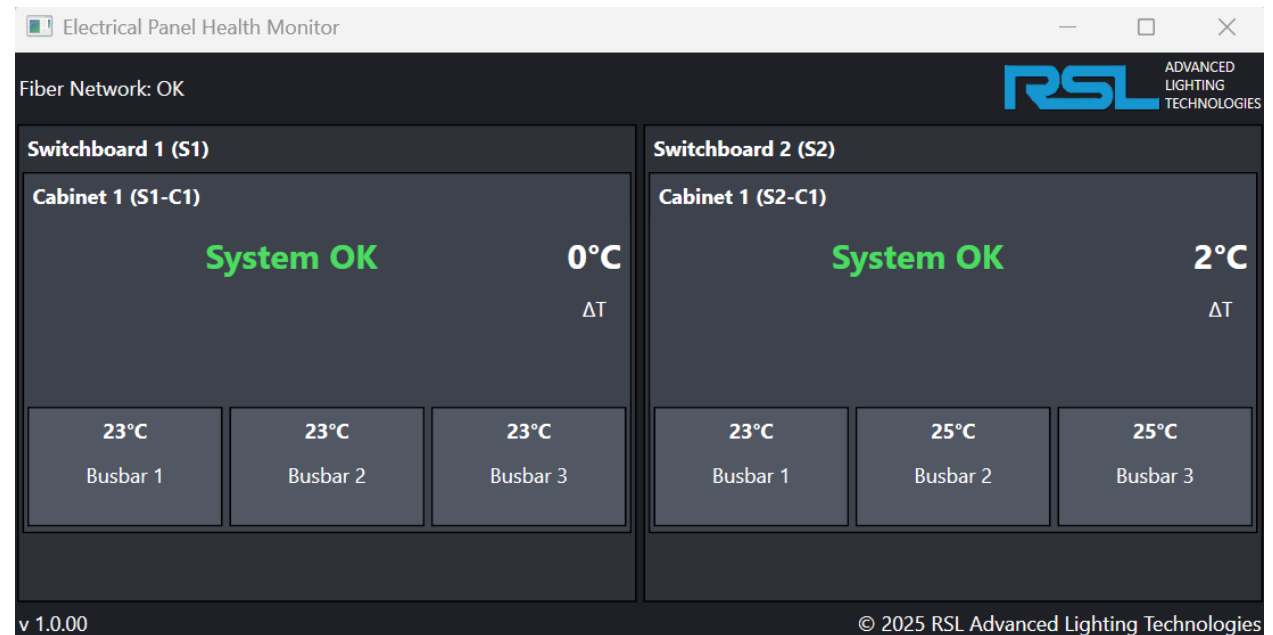 Electrical Panel Health Monitor
Fiber Network: OK
RSL
ADVANCED
LIGHTING
TECHNOLOGIES
Switchboard 1 (S1)
Cabinet 1 (S1-C1)
System OK
0°C
ΔT
23°C
Busbar 1
23°C
Busbar 2
23°C
Busbar 3
Switchboard 2 (S2)
Cabinet 1 (S2-C1)
System OK
2°C
ΔT
23°C
Busbar 1
25°C
Busbar 2
25°C
Busbar 3
v 1.0.00
© 2025 RSL Advanced Lighting Technologies